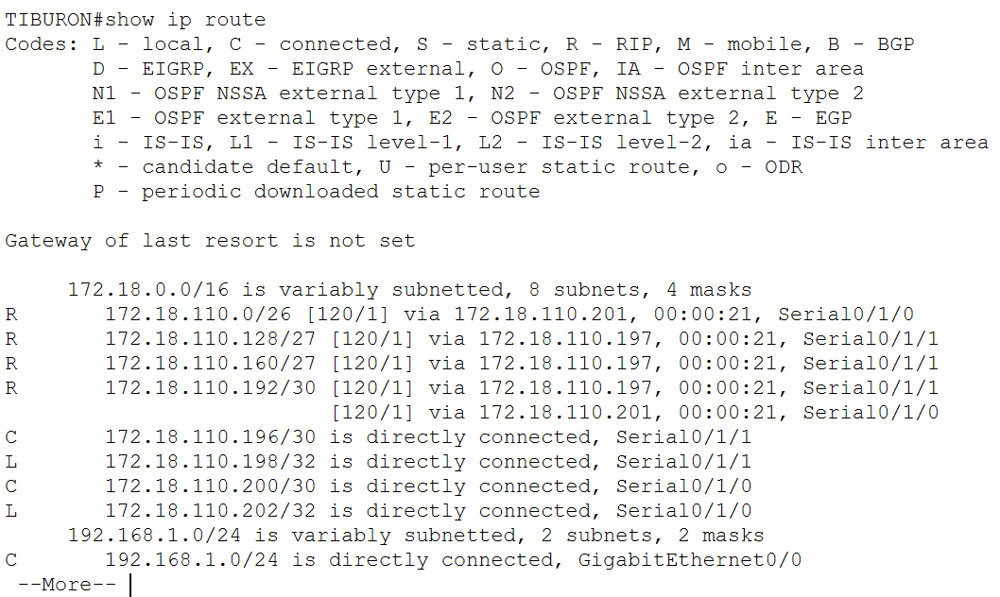 TIBURON#show ip route
Codes: L - local, C - connected, S - static, R - RIP, M - mobile, B - BGP
       D - EIGRP, EX - EIGRP external, O - OSPF, IA - OSPF inter area
       N1 - OSPF NSSA external type 1, N2 - OSPF NSSA external type 2
       E1 - OSPF external type 1, E2 - OSPF external type 2, E - EGP
       i - IS-IS, L1 - IS-IS level-1, L2 - IS-IS level-2, ia - IS-IS inter area
       * - candidate default, U - per-user static route, o - ODR
       P - periodic downloaded static route

Gateway of last resort is not set

     172.18.0.0/16 is variably subnetted, 8 subnets, 4 masks
R       172.18.110.0/26 [120/1] via 172.18.110.201, 00:00:21, Serial0/1/0
R       172.18.110.128/27 [120/1] via 172.18.110.197, 00:00:21, Serial0/1/1
R       172.18.110.160/27 [120/1] via 172.18.110.197, 00:00:21, Serial0/1/1
R       172.18.110.192/30 [120/1] via 172.18.110.197, 00:00:21, Serial0/1/1
                          [120/1] via 172.18.110.201, 00:00:21, Serial0/1/0
C       172.18.110.196/30 is directly connected, Serial0/1/1
L       172.18.110.198/32 is directly connected, Serial0/1/1
C       172.18.110.200/30 is directly connected, Serial0/1/0
L       172.18.110.202/32 is directly connected, Serial0/1/0
     192.168.1.0/24 is variably subnetted, 2 subnets, 2 masks
C       192.168.1.0/24 is directly connected, GigabitEthernet0/0
 --More--